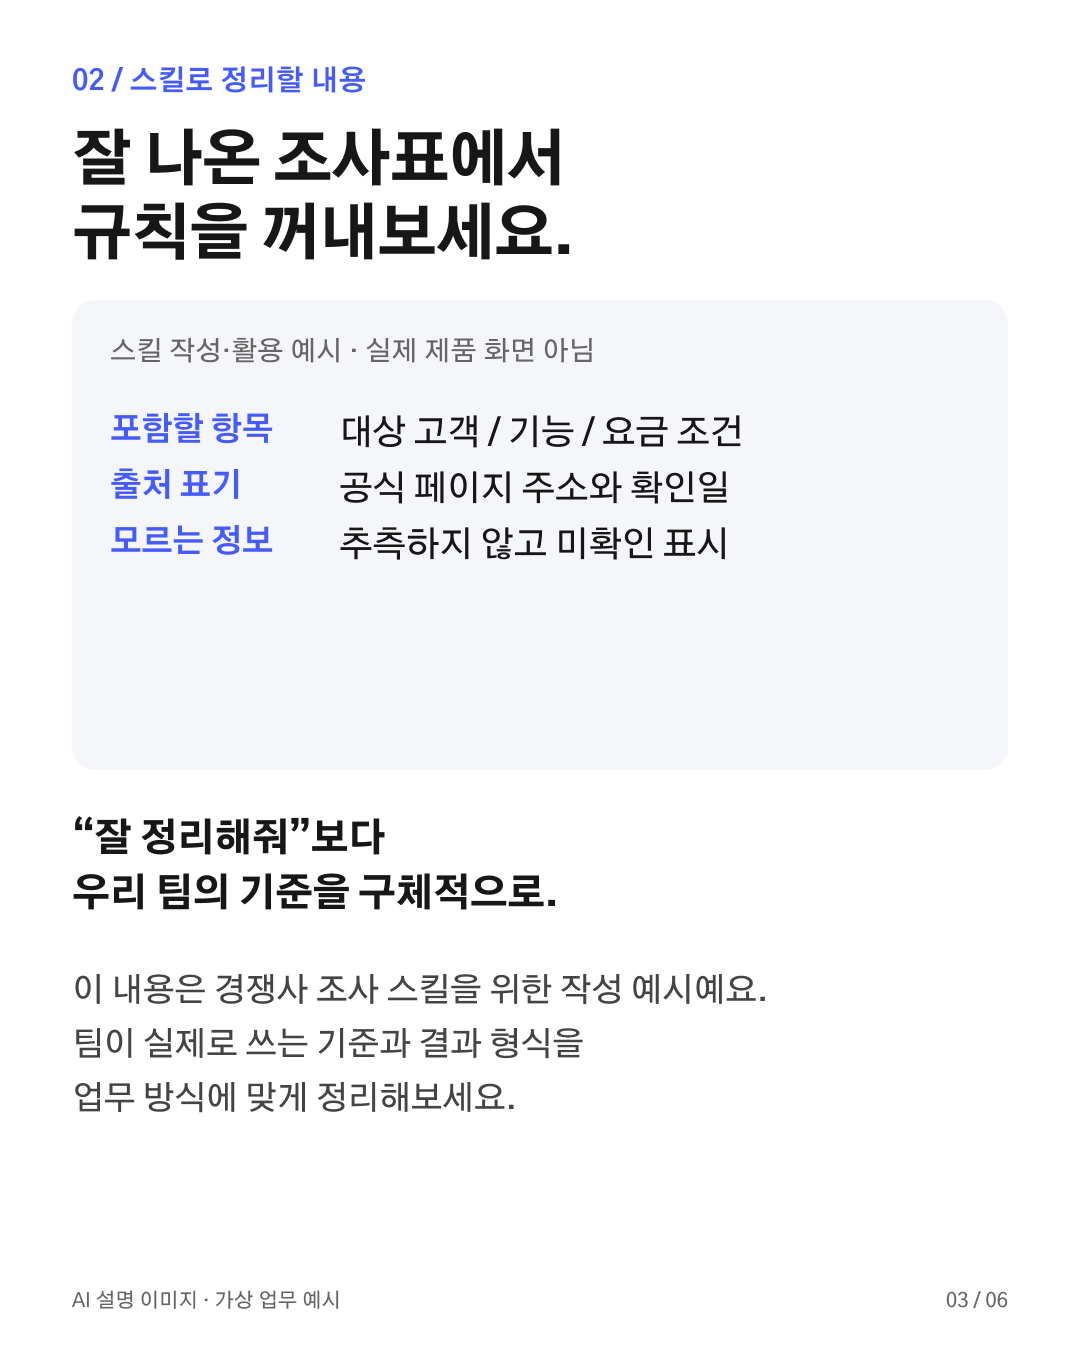 02 / 스킬로 정리할 내용
잘 나온 조사표에서
규칙을 꺼내보세요.
스킬 작성·활용 예시 · 실제 제품 화면 아님
포함할 항목 대상 고객 / 기능 / 요금 조건
출처 표기 공식 페이지 주소와 확인일
모르는 정보 추측하지 않고 미확인 표시
“잘 정리해줘”보다
우리 팀의 기준을 구체적으로.
이 내용은 경쟁사 조사 스킬을 위한 작성 예시예요.
팀이 실제로 쓰는 기준과 결과 형식을
업무 방식에 맞게 정리해보세요.
AI 설명 이미지 · 가상 업무 예시
03 / 06